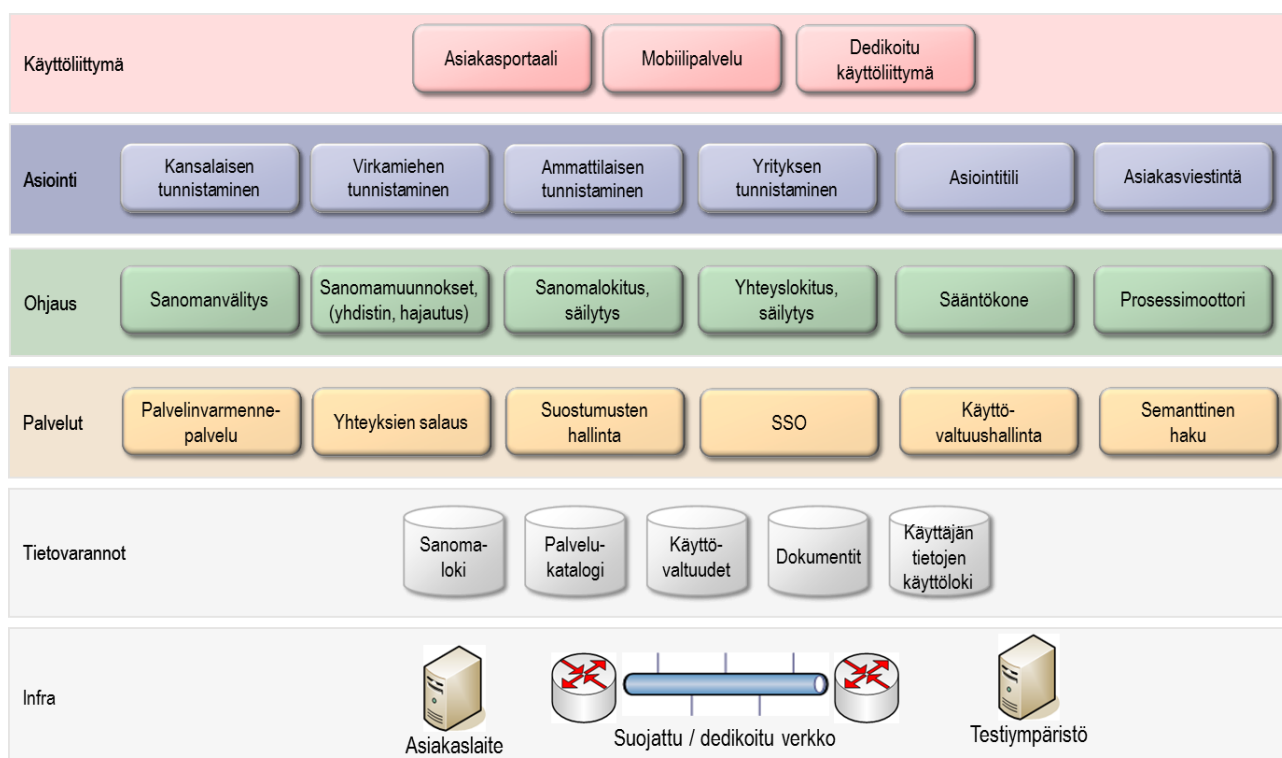 Käyttöliittymä
Asiakasportaali
Mobiilipalvelu
Dedikoitu
käyttöliittymä
Asiointi
Kansalaisen
tunnistaminen
Virkamiehen
tunnistaminen
Ammattilaisen
tunnistaminen
Yrityksen
tunnistaminen
Asiointitili
Asiakasviestintä
Ohjaus
Sanomanvälitys
Sanomamuunnokset,
(yhdistin, hajautus)
Sanomalokitus,
säilytys
Yhteyslokitus,
säilytys
Sääntökone
Prosessimoottori
Palvelut
Palvelinvarmenne-
palvelu
Yhteyksien salaus
Suostumusten
hallinta
SSO
Käyttö-
valtuushallinta
Semanttinen
haku
Tietovarannot
Sanoma-
loki
Palvelu-
katalogi
Käyttö-
valtuudet
Dokumentit
Käyttäjän
tietojen
käyttöloki
Infra
Asiakaslaite
Suojattu / dedikoitu verkko
Testiympäristö